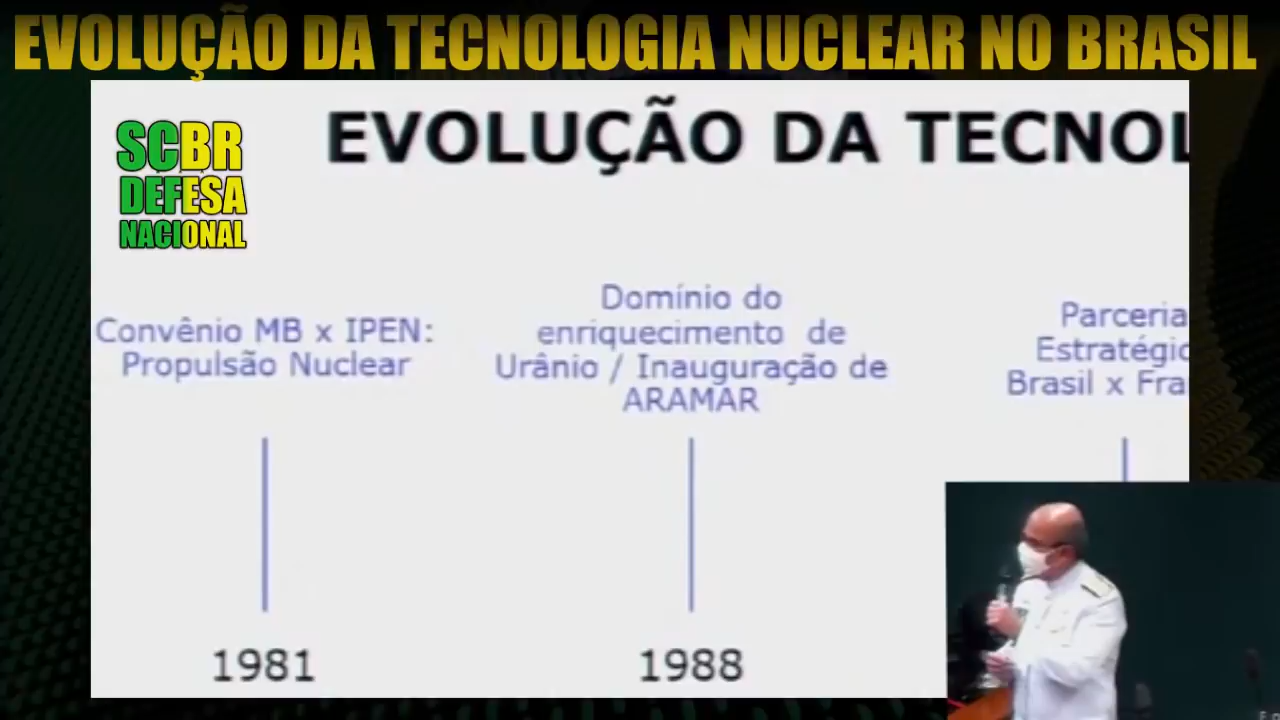 EVOLUÇÃO DA TECNOLOGIA NUCLEAR NO BRASIL
SCBR
DEFESA
NACIONAL
EVOLUÇÃO DA TECNOL
Convênio MB x IPEN:
Propulsão Nuclear
Domínio do
enriquecimento de
Urânio / Inauguração de
ARAMAR
Parceria
Estratégic
Brasil x Fra
1981
1988